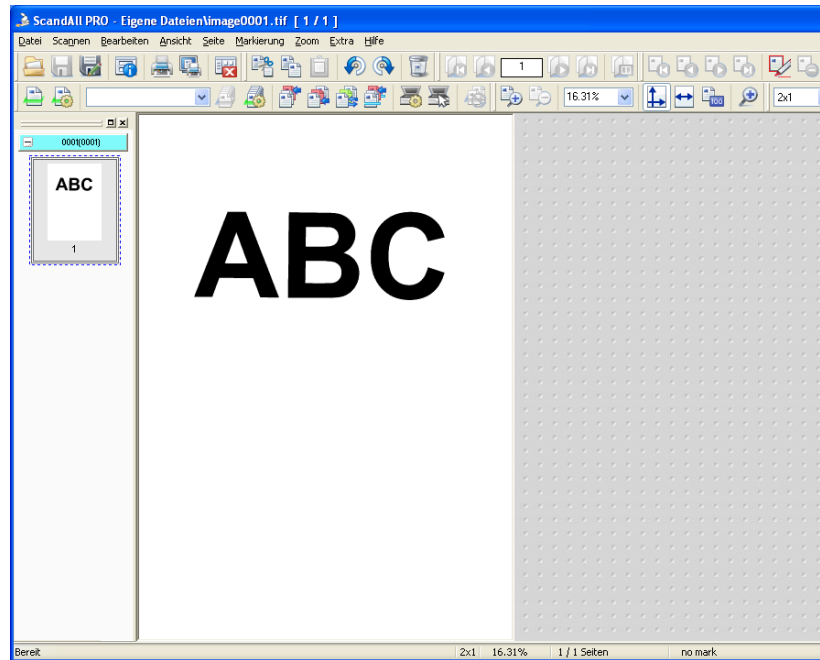 ScandAll PRO - Eigene Dateien\image0001.tif [ 1 / 1 ]
Datei Scannen Bearbeiten Ansicht Seite Markierung Zoom Extra Hilfe
1
16.31% 100 2x1
0001(0001)
ABC
1
ABC
Bereit 2x1 16.31% 1 / 1 Seiten no mark